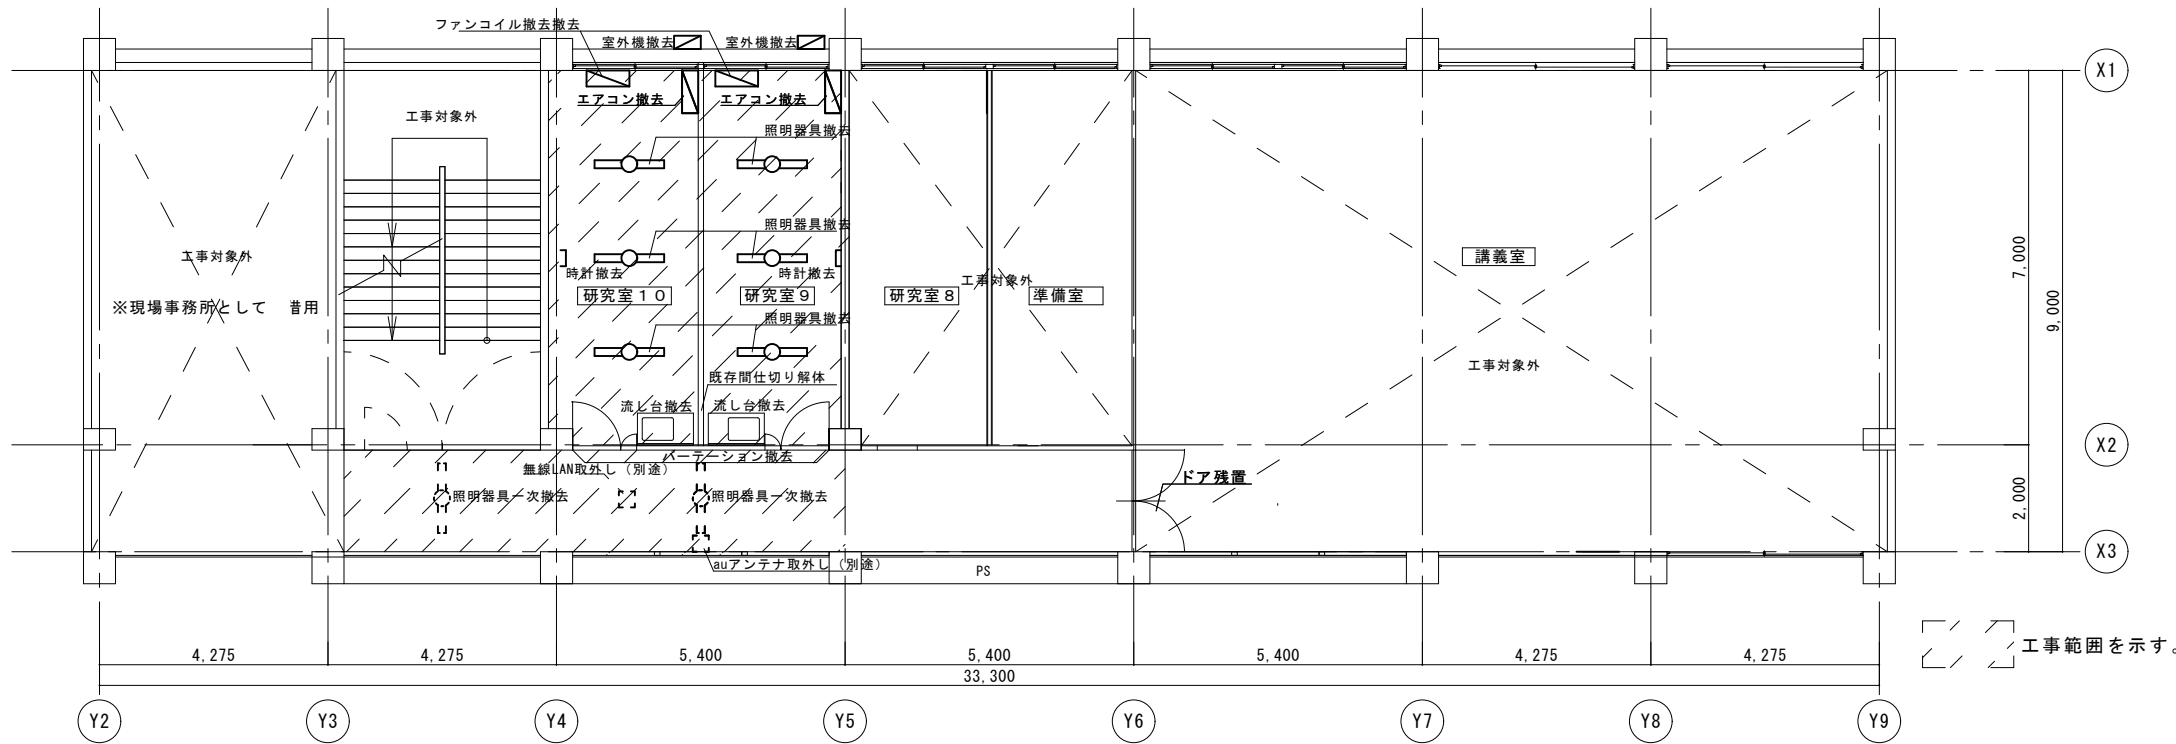 ファンコイル撤去撤去
室外機撤去
室外機撤去
X1
エアコン撤去
エアコン撤去
工事対象外
照明器具撤去
照明器具撤去
工事対象外
時計撤去
時計撤去
工事対象外
講義室
7,000
9,000
※現場事務所として
用
研究室10
研究室9
研究室8
準備室
照明器具撤去
工事対象外
既存間仕切り解体
流し台撤去
流し台撤去
X2
パーテーション撤去
無線LAN取外し（別途）
ドア残置
照明器具一次撤去
照明器具一次撤去
2,000
X3
auアンテナ取外し（別途）
PS
工事範囲を示す。
4,275
4,275
5,400
5,400
5,400
4,275
4,275
33,300
Y2
Y3
Y4
Y5
Y6
Y7
Y8
Y9